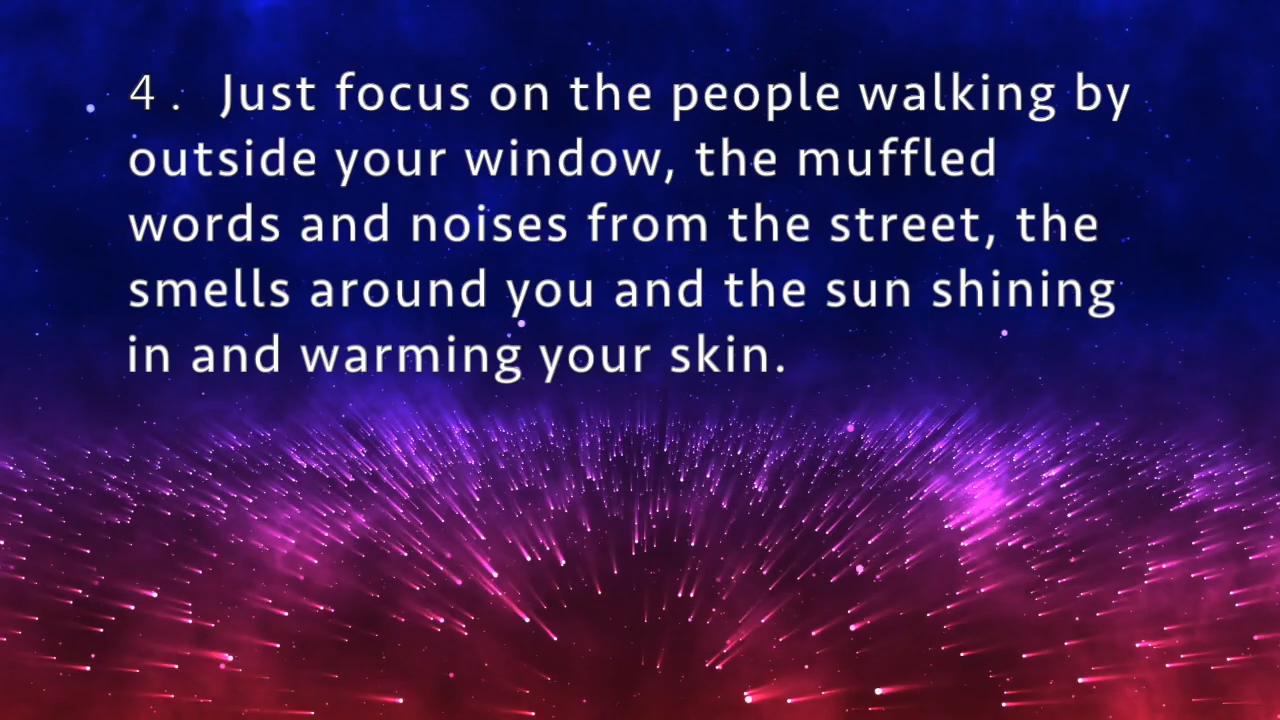 4 . Just focus on the people walking by
outside your window, the muffled
words and noises from the street, the
smells around you and the sun shining
in and warming your skin.